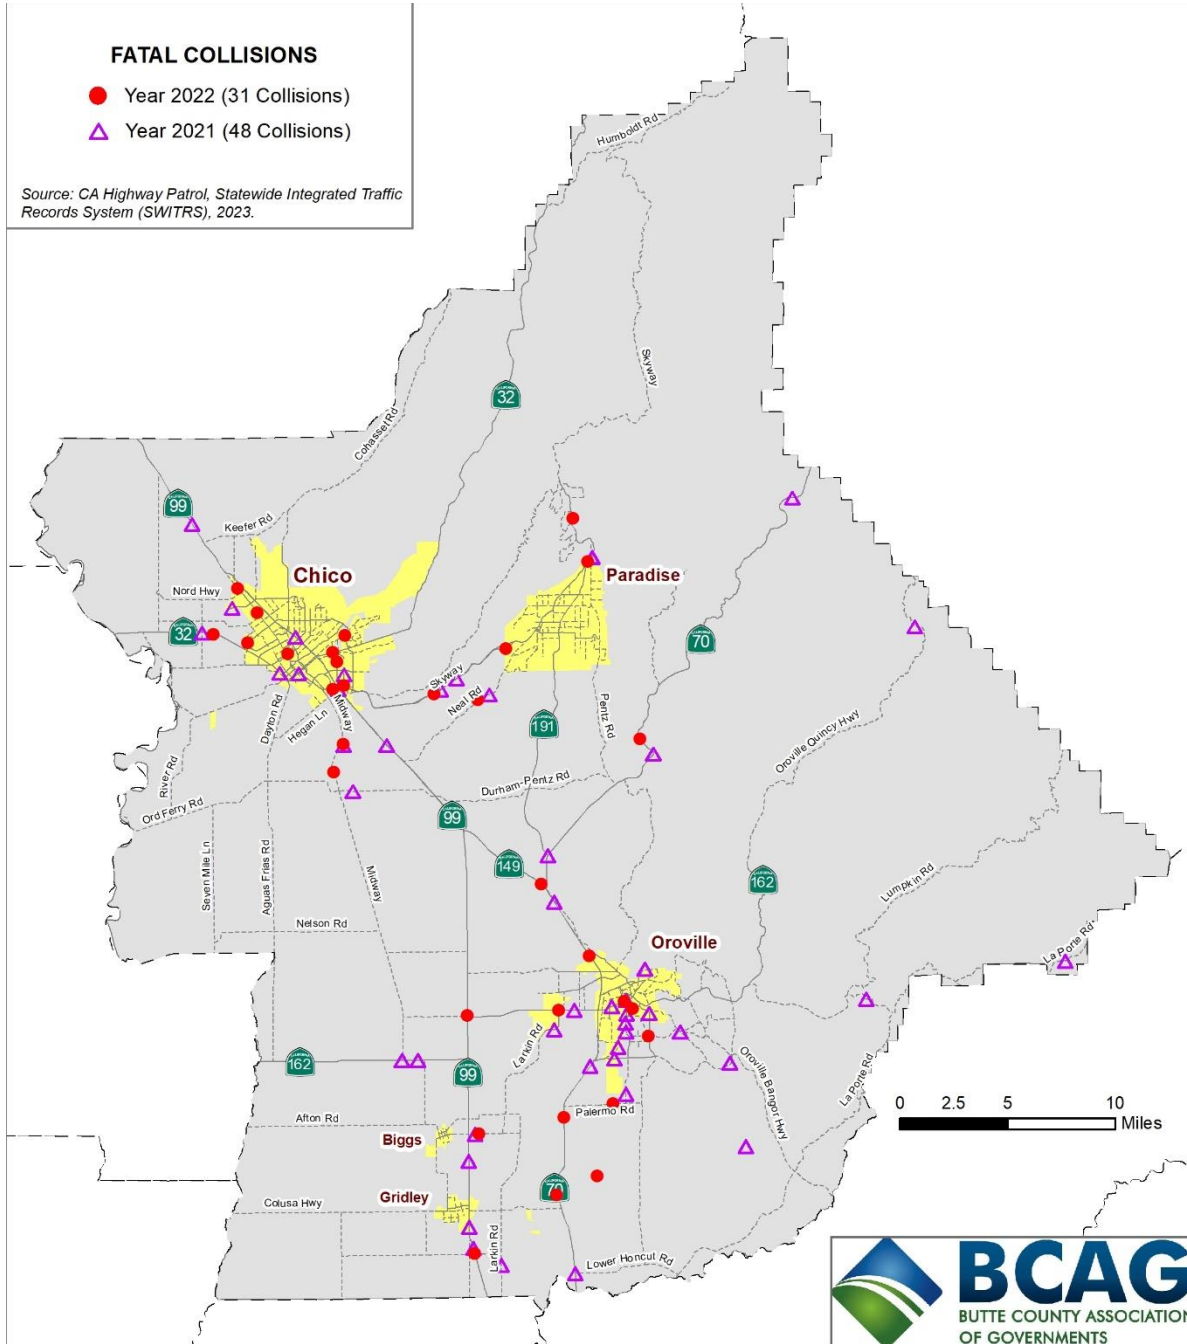 FATAL COLLISIONS
Year 2022 (31 Collisions)
Year 2021 (48 Collisions)
Source: CA Highway Patrol, Statewide Integrated Traffic
Records System (SWITRS), 2023.
Humboldt Rd
Skyway
32
Cohasset Rd
99
Keefer Rd
Chico
Paradise
Nord Hwy
32
70
Skyway
Neal Rd
Dayton Rd
Hegan Ln
Midway
191
Pentz Rd
Oroville Quincy Hwy
River Rd
Ord Ferry Rd
Durham-Pentz Rd
99
149
Seven Mile Ln
Aguas Frias Rd
Midway
162
Lumpkin Rd
Nelson Rd
Oroville
La Porte Rd
Larkin Rd
162
99
Oroville Bangor Hwy
La Porte Rd
0 2.5 5 10
Miles
Afton Rd
Palermo Rd
Biggs
Gridley
70
Colusa Hwy
Larkin Rd
Lower Honcut Rd
BCAG
BUTTE COUNTY ASSOCIATION
OF GOVERNMENTS